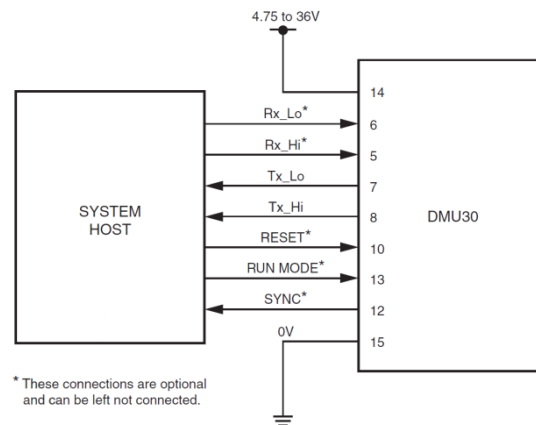 4.75 to 36V
14
Rx_Lo*
6
Rx_Hi*
5
Tx_Lo
7
SYSTEM
HOST
Tx_Hi
8
DMU30
RESET*
10
RUN MODE*
13
SYNC*
12
0V
15
* These connections are optional
and can be left not connected.